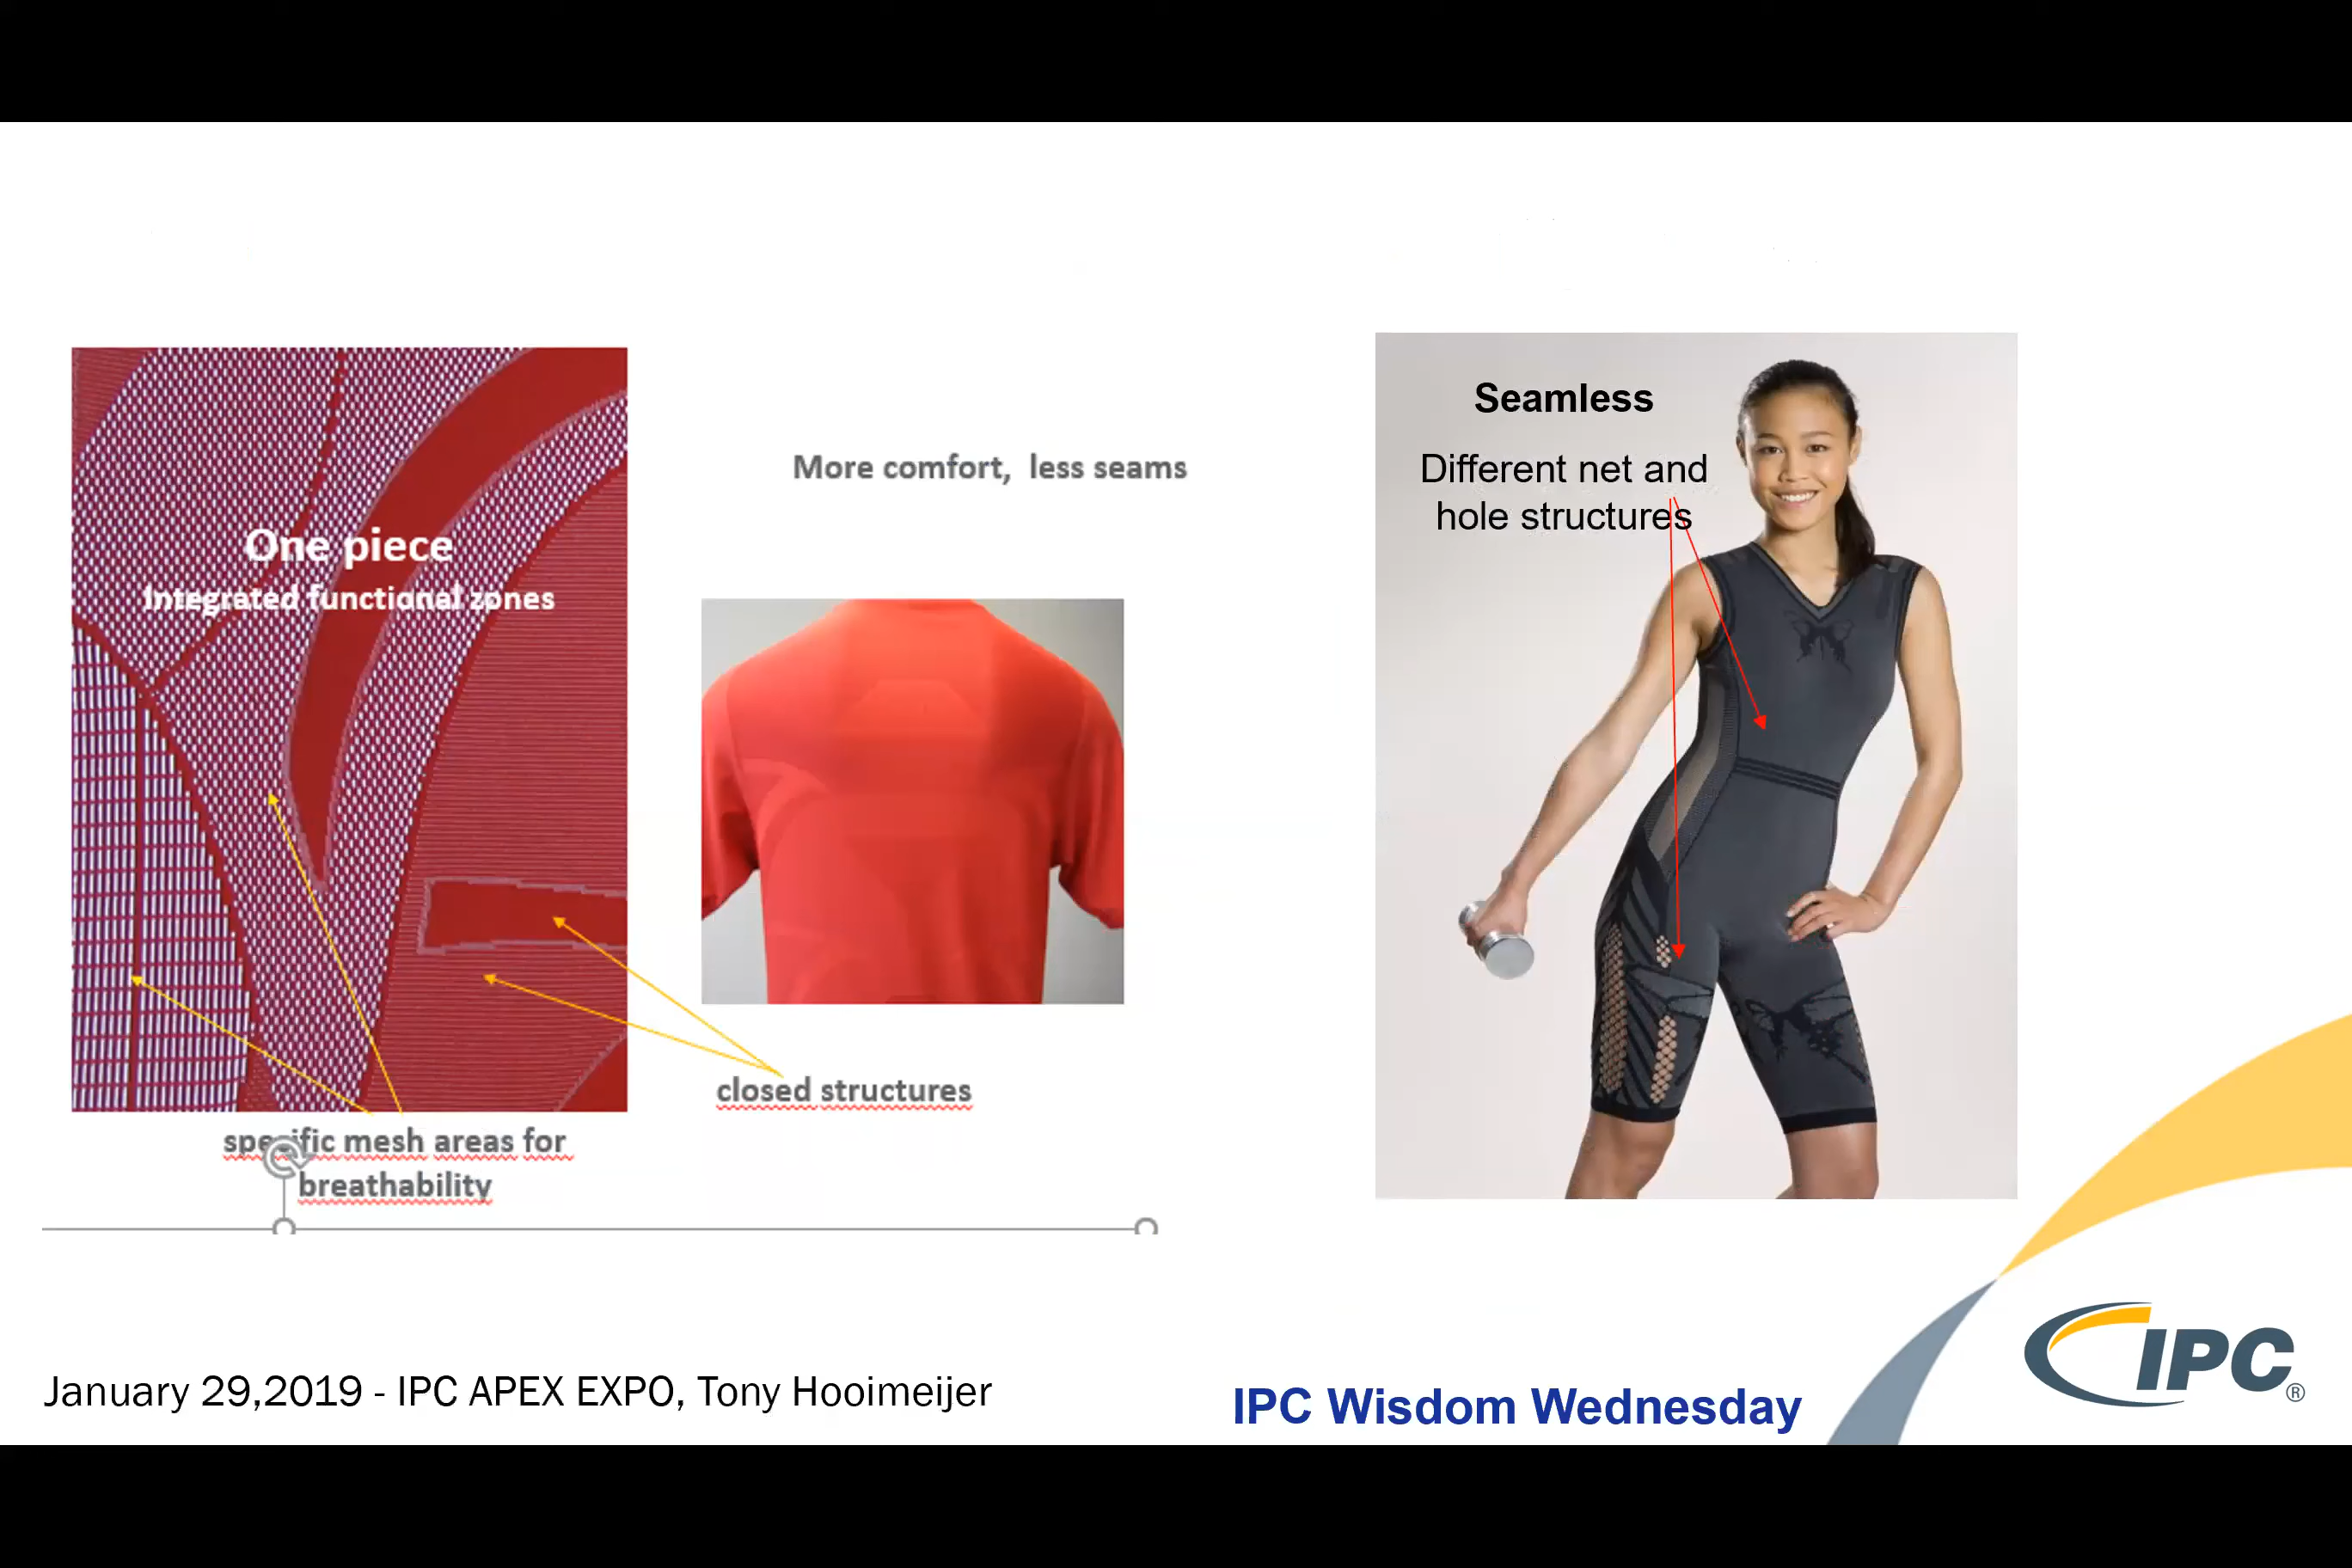 One piece
Integrated functional zones
More comfort, less seams
closed structures
specific mesh areas for
breathability
Seamless
Different net and
hole structures
January 29,2019 - IPC APEX EXPO, Tony Hooimeijer
IPC Wisdom Wednesday
IPC®